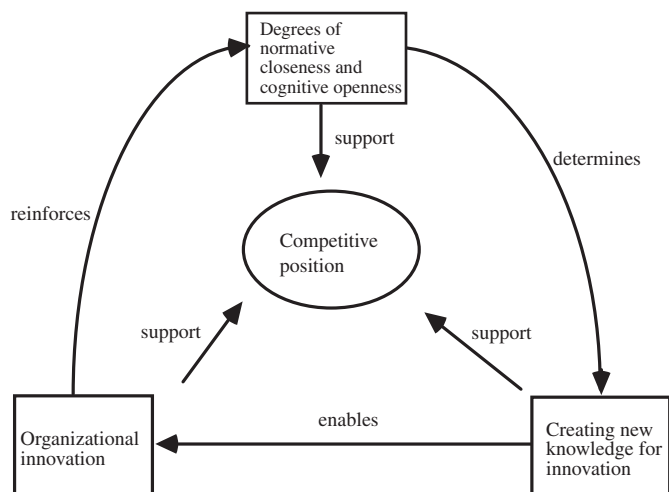 Degrees of
normative
closeness and
cognitive openness
support
determines
reinforces
Competitive
position
support
support
enables
Organizational
innovation
Creating new
knowledge for
innovation